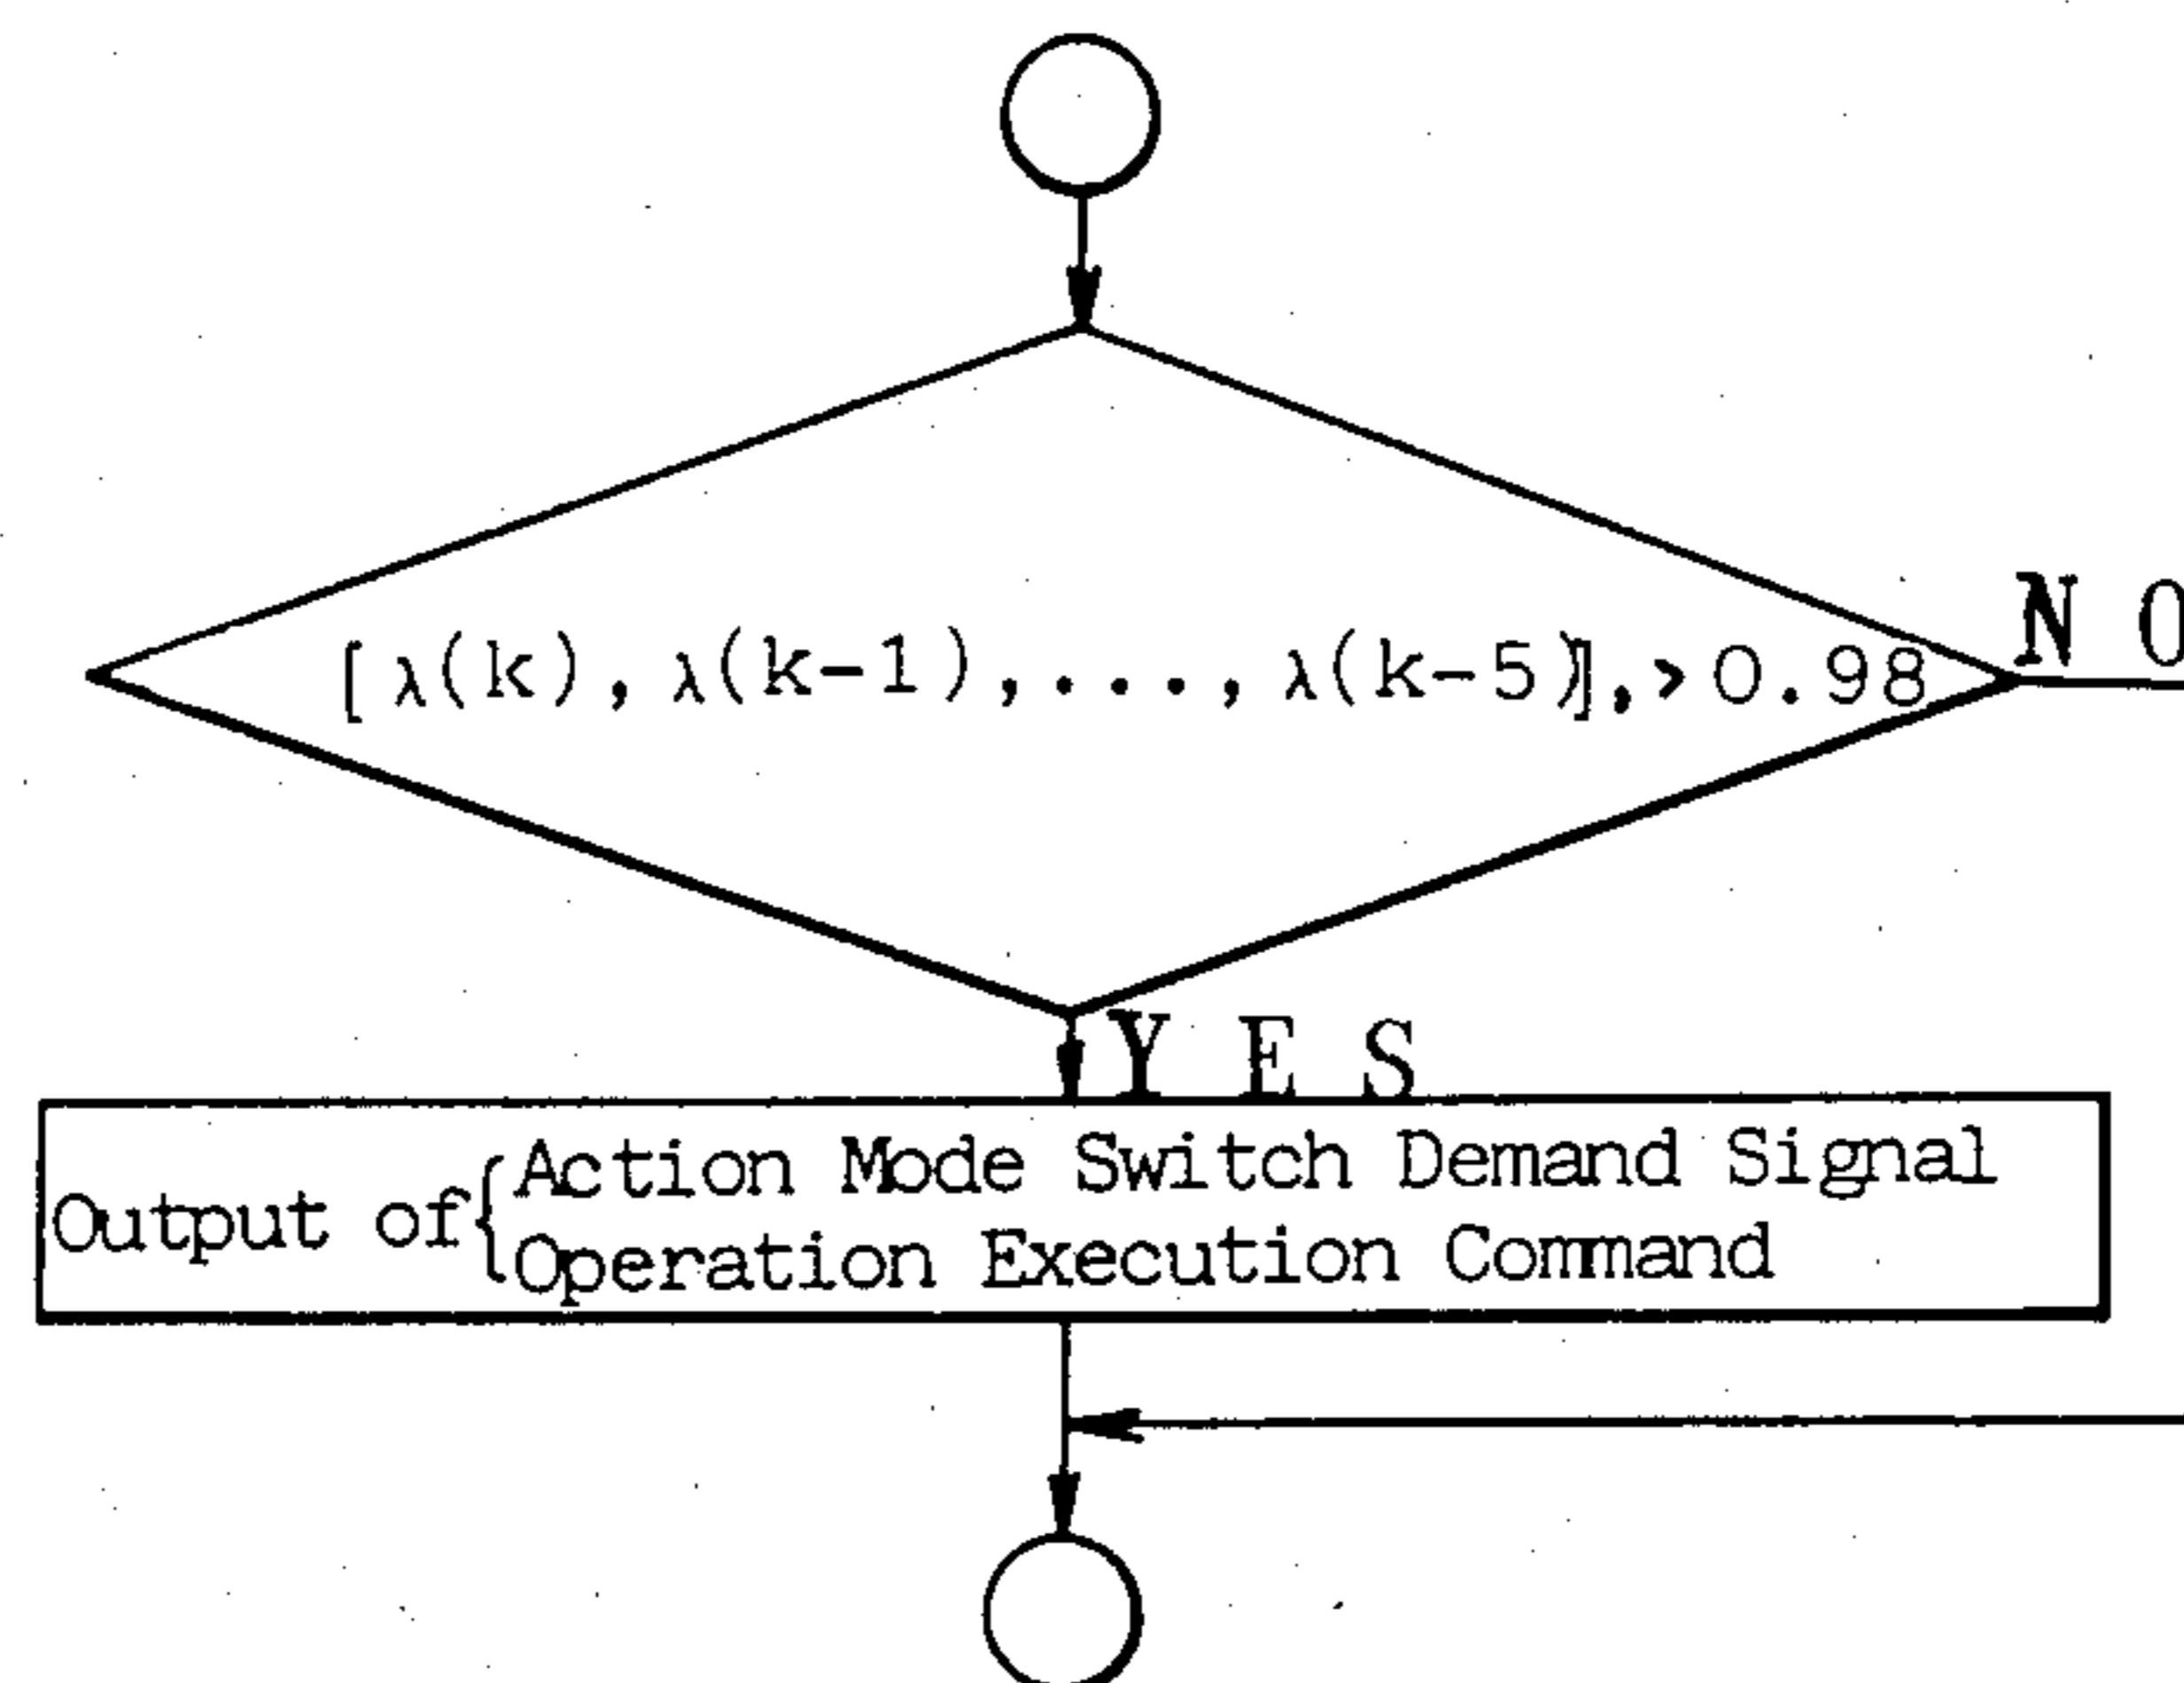 [λ(k), λ(k-1),...,λ(k-5)],>0.98
NO
YES
Output of{Action Mode Switch Demand Signal
Operation Execution Command